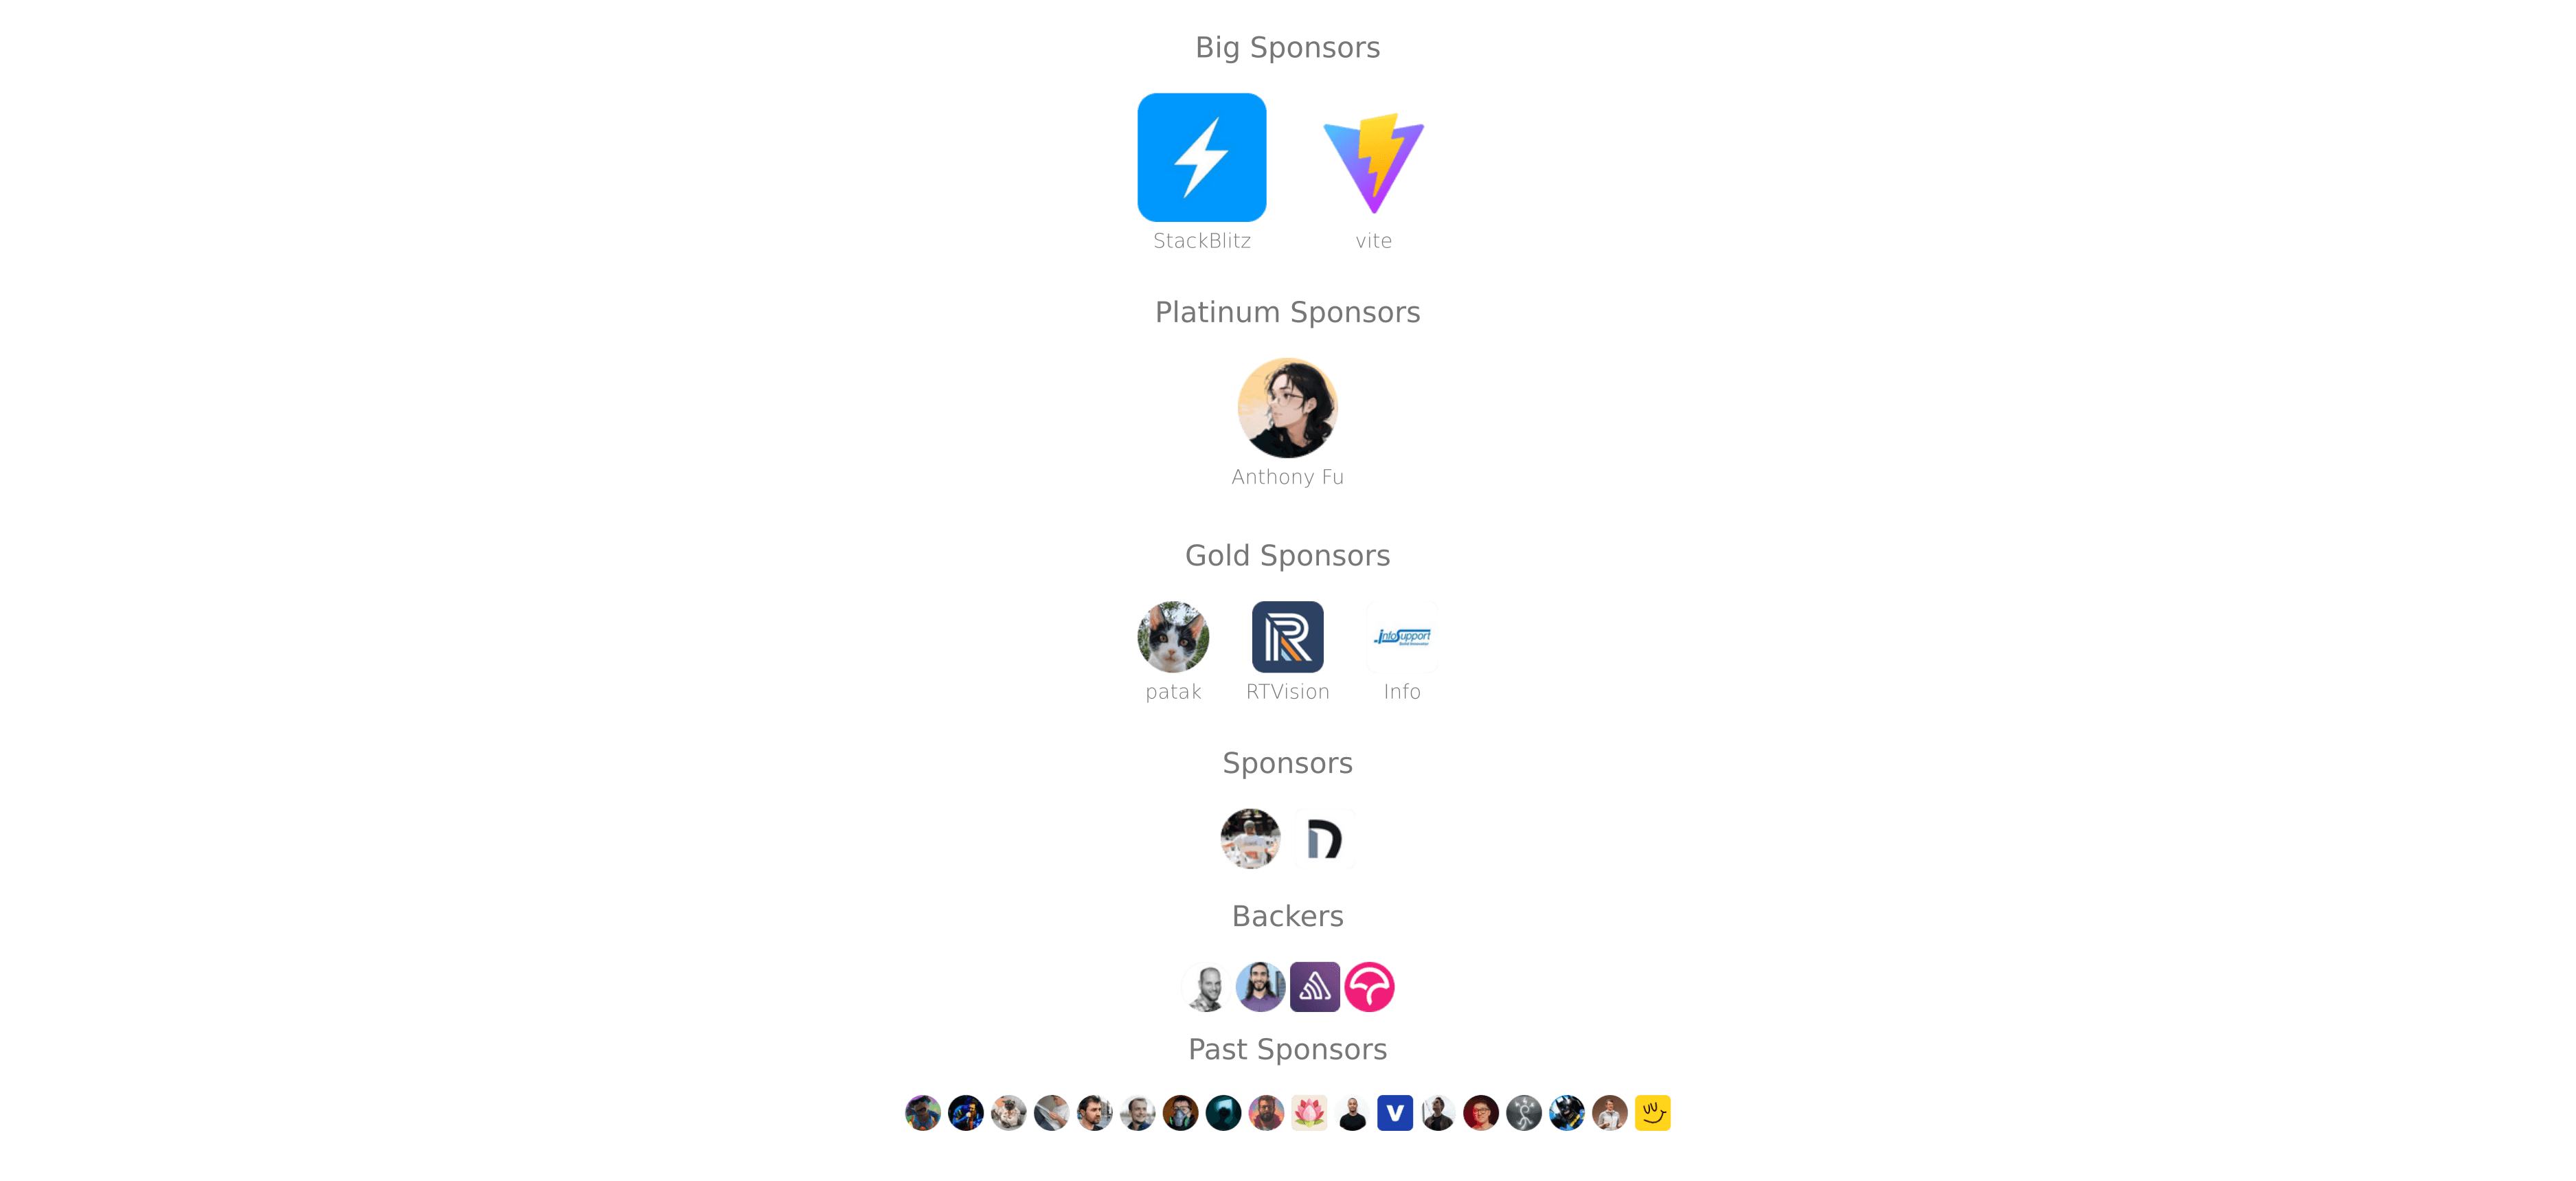 Big Sponsors
StackBlitz
vite
Platinum Sponsors
Anthony Fu
Gold Sponsors
infoSupport
patak
RTVision
Info
Sponsors
Backers
Past Sponsors
V